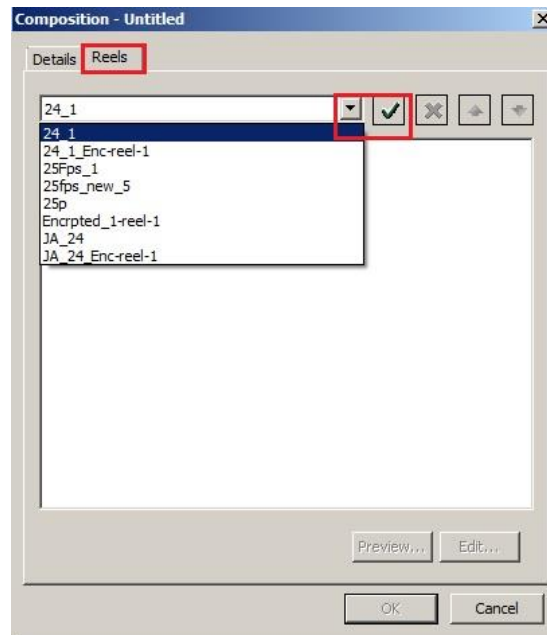 Composition - Untitled
Details Reels
24_1
24_1
24_1_Enc-reel-1
25Fps_1
25fps_new_5
25p
Encrpted_1-reel-1
JA_24
JA_24_Enc-reel-1
Preview... Edit...
OK Cancel